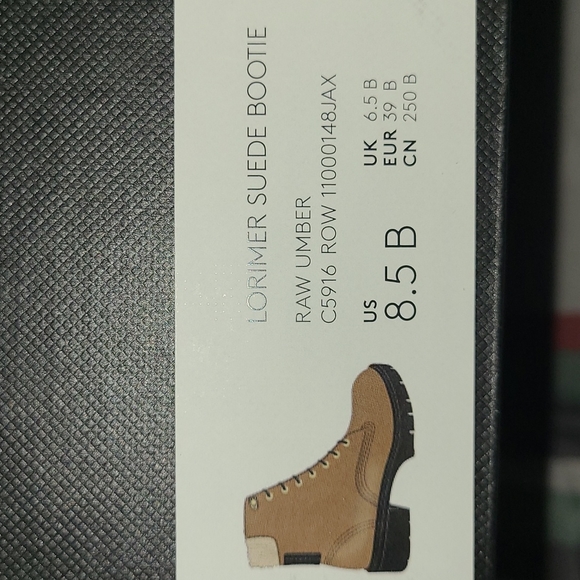 LORIMER SUEDE BOOTIE
RAW UMBER
C5916 ROW 11000148JAX
US
8.5 B
UK 6.5 B
EUR 39 B
CN 250 B